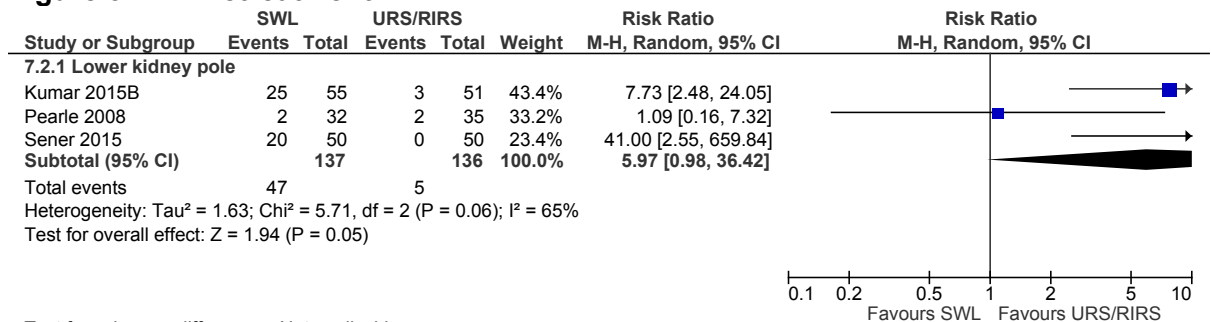 SWL URS/RIRS Risk Ratio Risk Ratio
Study or Subgroup Events Total Events Total Weight M-H, Random, 95% CI M-H, Random, 95% CI
7.2.1 Lower kidney pole
Kumar 2015B 25 55 3 51 43.4% 7.73 [2.48, 24.05]
Pearle 2008 2 32 2 35 33.2% 1.09 [0.16, 7.32]
Sener 2015 20 50 0 50 23.4% 41.00 [2.55, 659.84]
Subtotal (95% CI) 137 136 100.0% 5.97 [0.98, 36.42]
Total events 47 5
Heterogeneity: Tau² = 1.63; Chi² = 5.71, df = 2 (P = 0.06); I² = 65%
Test for overall effect: Z = 1.94 (P = 0.05)
0.1 0.2 0.5 1 2 5 10
Favours SWL Favours URS/RIRS